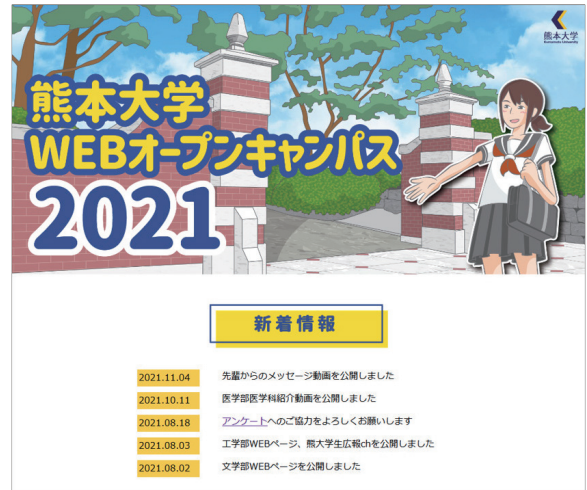 熊本大学
Kumamoto University
熊本大学
WEBオープンキャンパス
2021
新着情報
2021.11.04 先輩からのメッセージ動画を公開しました
2021.10.11 医学部医学科紹介動画を公開しました
2021.08.18 アンケートへのご協力をよろしくお願いします
2021.08.03 工学部WEBページ、熊大学生広報chを公開しました
2021.08.02 文学部WEBページを公開しました